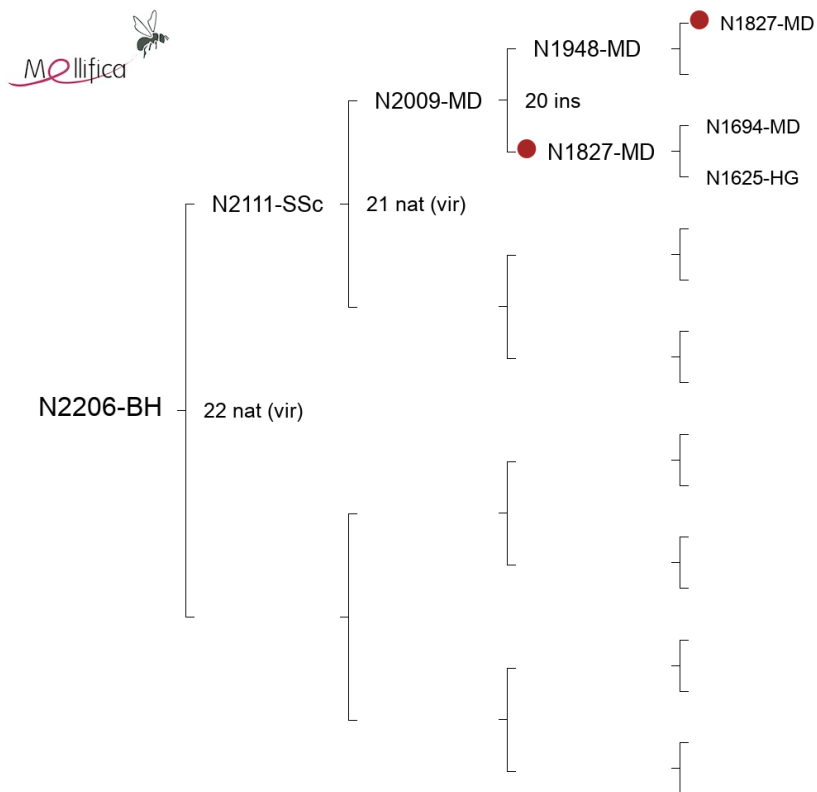 Mellifica
N1827-MD
N1948-MD
N2009-MD
20 ins
N1694-MD
N1827-MD
N1625-HG
N2111-SSc
21 nat (vir)
N2206-BH
22 nat (vir)